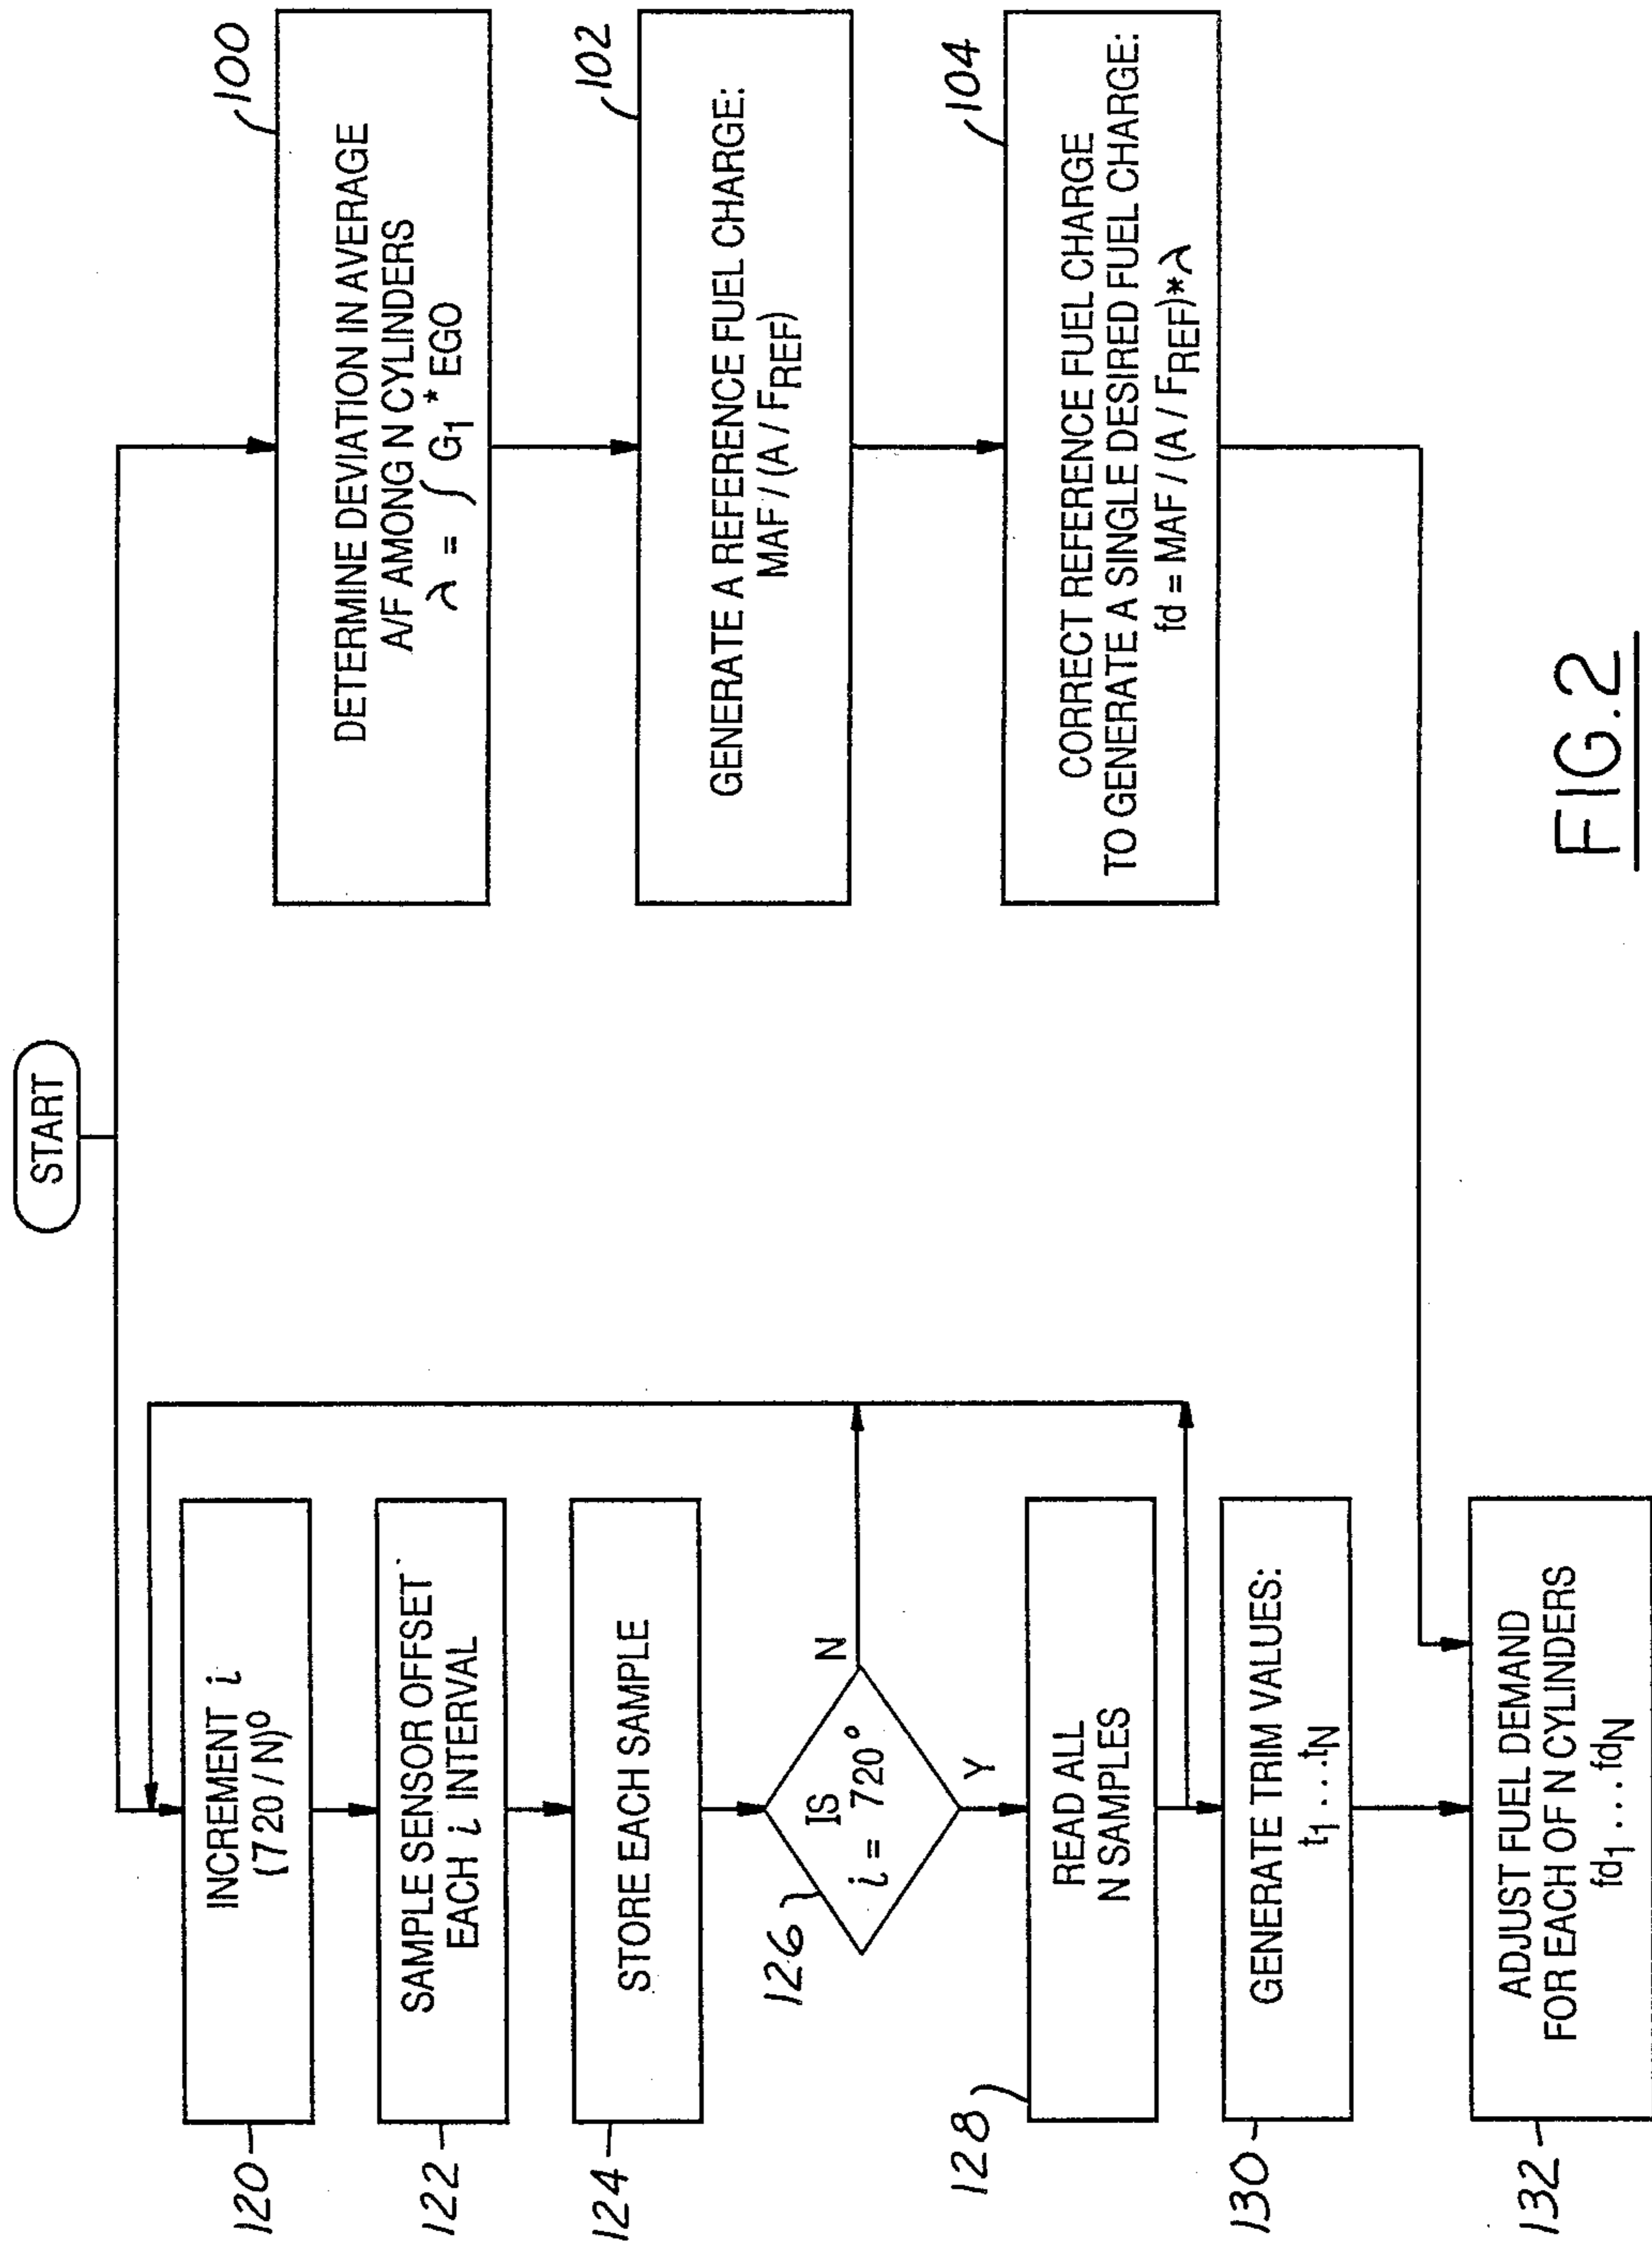 START
120
INCREMENT i
(720 / N)°
122
SAMPLE SENSOR OFFSET
EACH i INTERVAL
124
STORE EACH SAMPLE
126
IS
i = 720°
N
Y
128
READ ALL
N SAMPLES
130
GENERATE TRIM VALUES:
t1 . . . tN
132
ADJUST FUEL DEMAND
FOR EACH OF N CYLINDERS
fd1 . . . fdN
100
DETERMINE DEVIATION IN AVERAGE
A/F AMONG N CYLINDERS
λ = ∫ G1 * EGO
102
GENERATE A REFERENCE FUEL CHARGE:
MAF / (A / FREF)
104
CORRECT REFERENCE FUEL CHARGE
TO GENERATE A SINGLE DESIRED FUEL CHARGE:
fd = MAF / (A / FREF)*λ
FIG.2